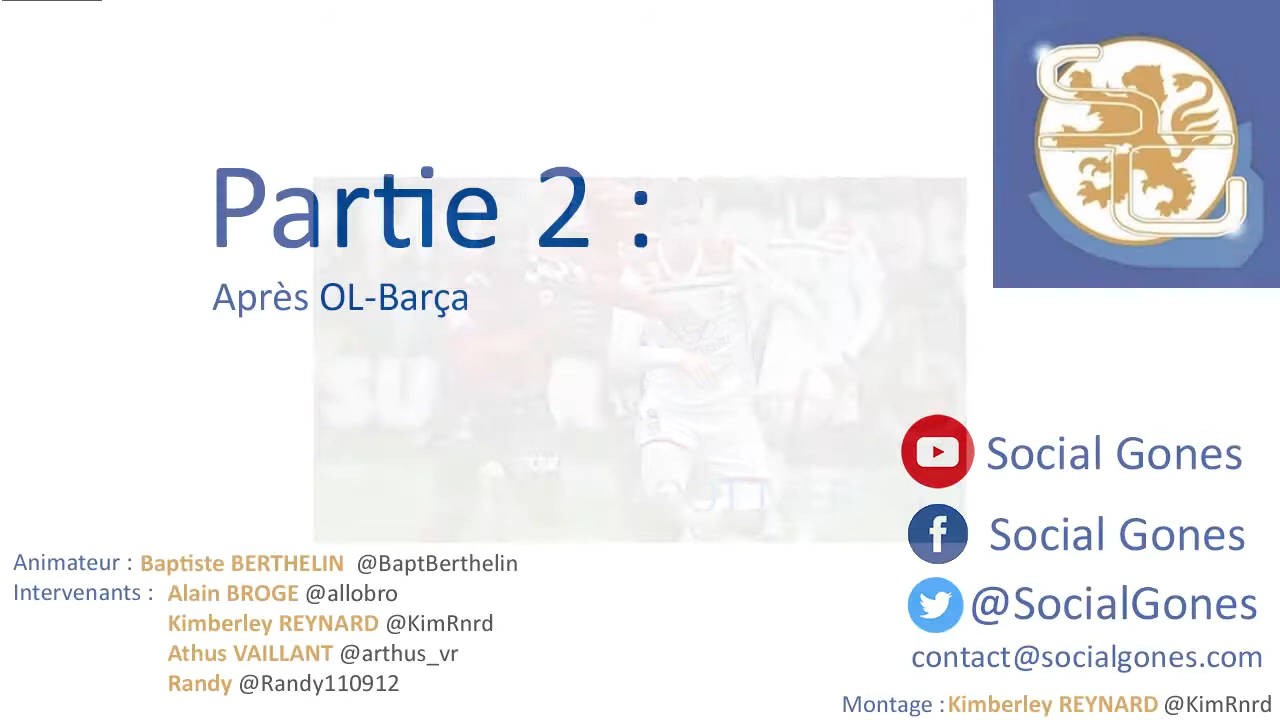 Partie 2 :
Après OL-Barça
Social Gones
Social Gones
@SocialGones
contact@socialgones.com
Animateur : Baptiste BERTHELIN @BaptBerthelin
Intervenants : Alain BROGE @allobro
Kimberley REYNARD @KimRnrd
Athus VAILLANT @arthus_vr
Randy @Randy110912
Montage : Kimberley REYNARD @KimRnrd